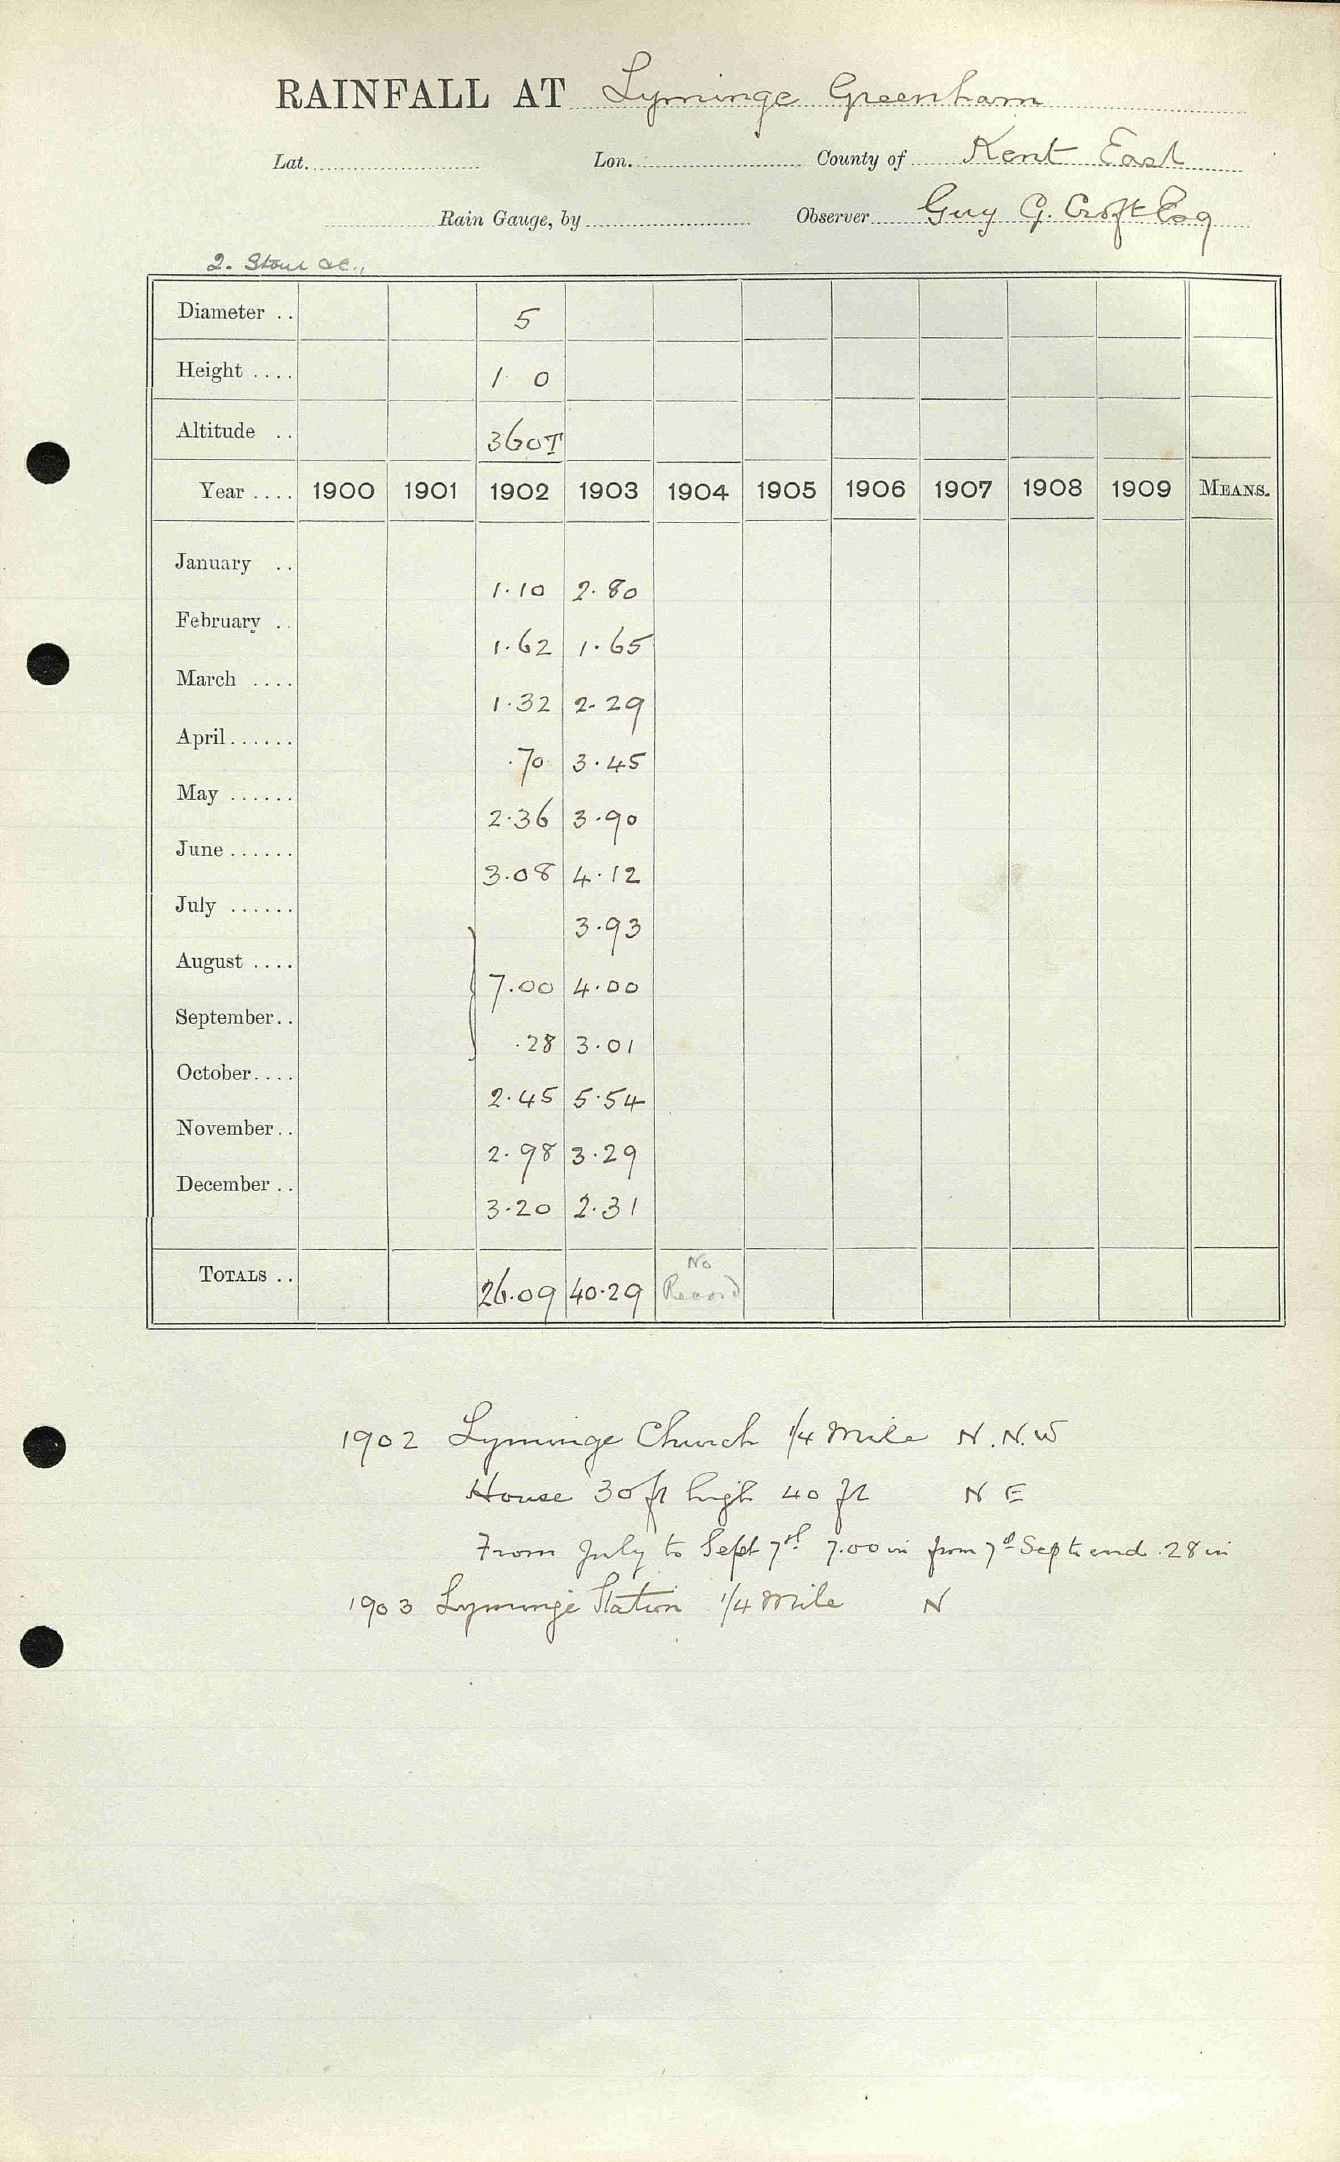 RAINFALL AT Lyminge Greenham
Lat. Lon. County of Kent East
Rain Gauge, by Observer Guy G. Croft Esq
2. Stour &c.,
Diameter .. 5
Height .... 1 0
Altitude .. 360T
Year .... 1900 1901 1902 1903 1904 1905 1906 1907 1908 1909 MEANS.
January .. 1.10 2.80
February .. 1.62 1.65
March .... 1.32 2.29
April...... .70 3.45
May ...... 2.36 3.90
June...... 3.08 4.12
July ...... 3.93
August .... 7.00 4.00
September.. .28 3.01
October.... 2.45 5.54
November.. 2.98 3.29
December.. 3.20 2.31
TOTALS .. 26.09 40.29 No Record
1902 Lyminge Church 1/4 Mile N.N.W
House 30 ft high 40 ft N E
From July to Sept 7th 7.00 in from 7th Sept to end .28 in
1903 Lyminge Station 1/4 Mile N